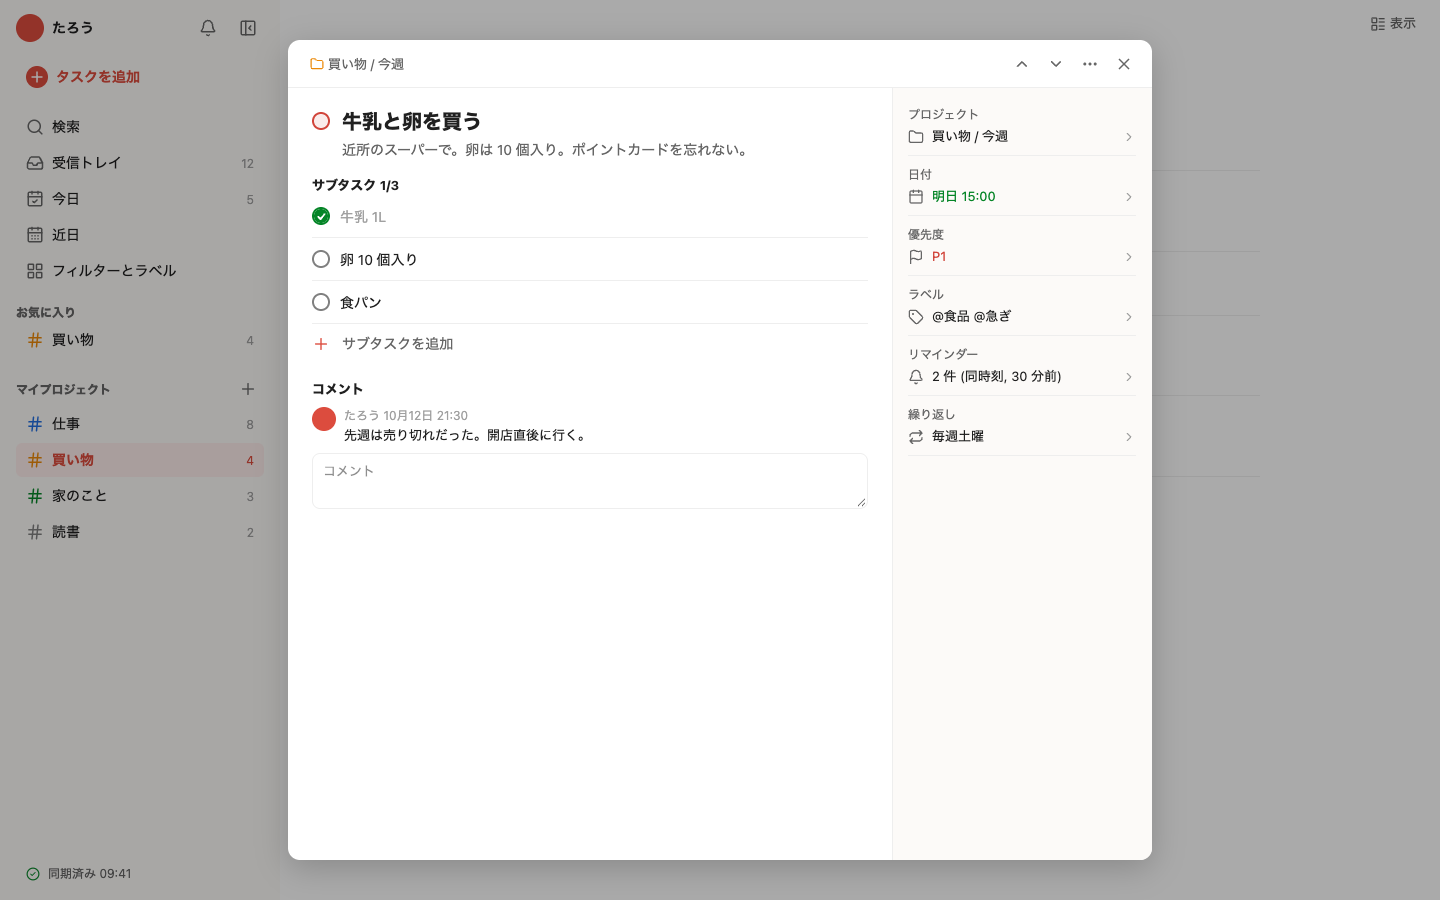 たろう
タスクを追加
検索
受信トレイ 12
今日 5
近日
フィルターとラベル
お気に入り
買い物 4
マイプロジェクト
仕事 8
買い物 4
家のこと 3
読書 2
同期済み 09:41
表示
買い物 / 今週
牛乳と卵を買う
近所のスーパーで。卵は 10 個入り。ポイントカードを忘れない。
サブタスク 1/3
牛乳 1L
卵 10 個入り
食パン
サブタスクを追加
コメント
たろう 10月12日 21:30
先週は売り切れだった。開店直後に行く。
コメント
プロジェクト
買い物 / 今週
日付
明日 15:00
優先度
P1
ラベル
@食品 @急ぎ
リマインダー
2 件 (同時刻, 30 分前)
繰り返し
毎週土曜